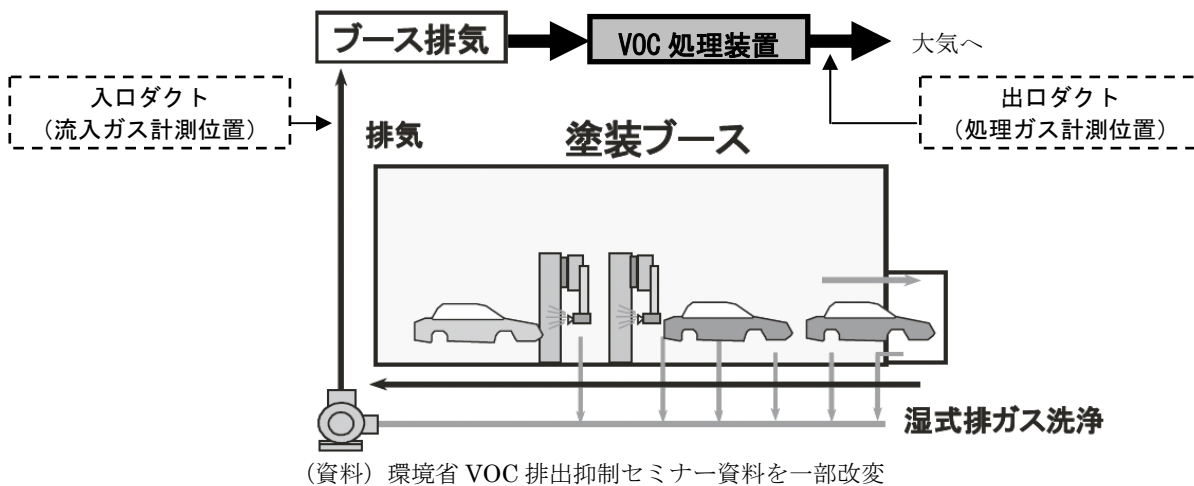 ブース排気
VOC 処理装置
大気へ
入口ダクト
（流入ガス計測位置）
出口ダクト
（処理ガス計測位置）
排気
塗装ブース
湿式排ガス洗浄
（資料）環境省 VOC 排出抑制セミナー資料を一部改変